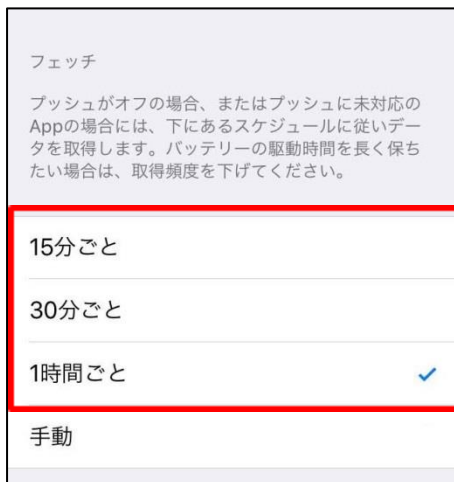 フェッチ
プッシュがオフの場合、またはプッシュに未対応の
Appの場合には、下にあるスケジュールに従いデー
タを取得します。バッテリーの駆動時間を長く保ち
たい場合は、取得頻度を下げてください。
15分ごと
30分ごと
1時間ごと
手動